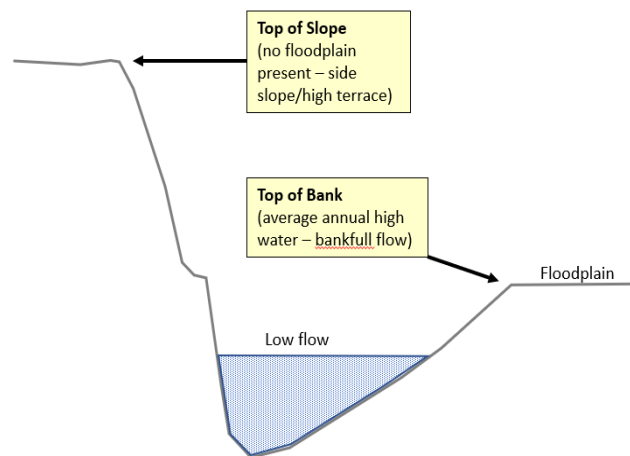 Top of Slope
(no floodplain
present – side
slope/high terrace)
Top of Bank
(average annual high
water – bankfull flow)
Floodplain
Low flow